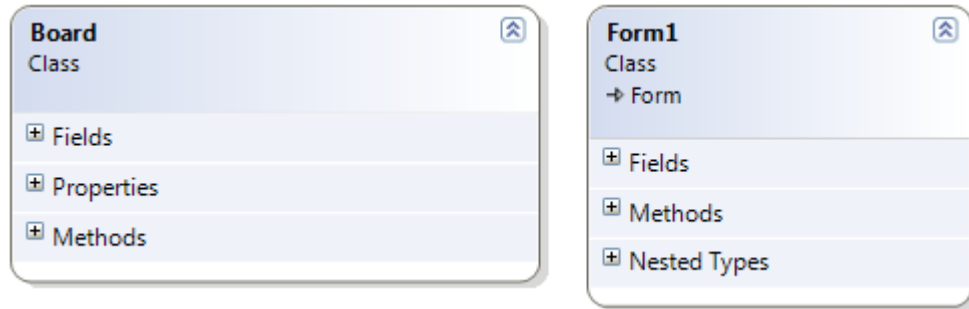 Board
Class
Fields
Properties
Methods
Form1
Class
Form
Fields
Methods
Nested Types